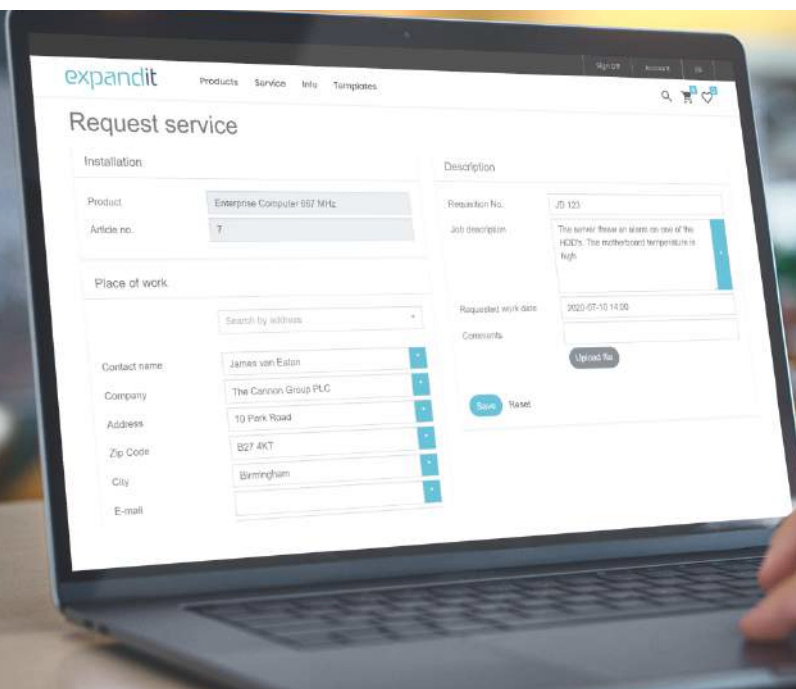 Sign Off
expandit
Products Service Info Templates
Request service
Installation
Product
Enterprise Computer 667 MHz
Article no.
7
Place of work
Search by address
Contact name
James von Eaton
Company
The Cannon Group PLC
Address
10 Park Road
Zip Code
B27 4KT
City
Birmingham
E-mail
Description
Requisition No.
JD 123
Job description
The server threw an alarm on one of the
HDD's. The motherboard temperature is
high
Requested work date
2020-07-10 14:00
Comments
Upload file
Save Reset